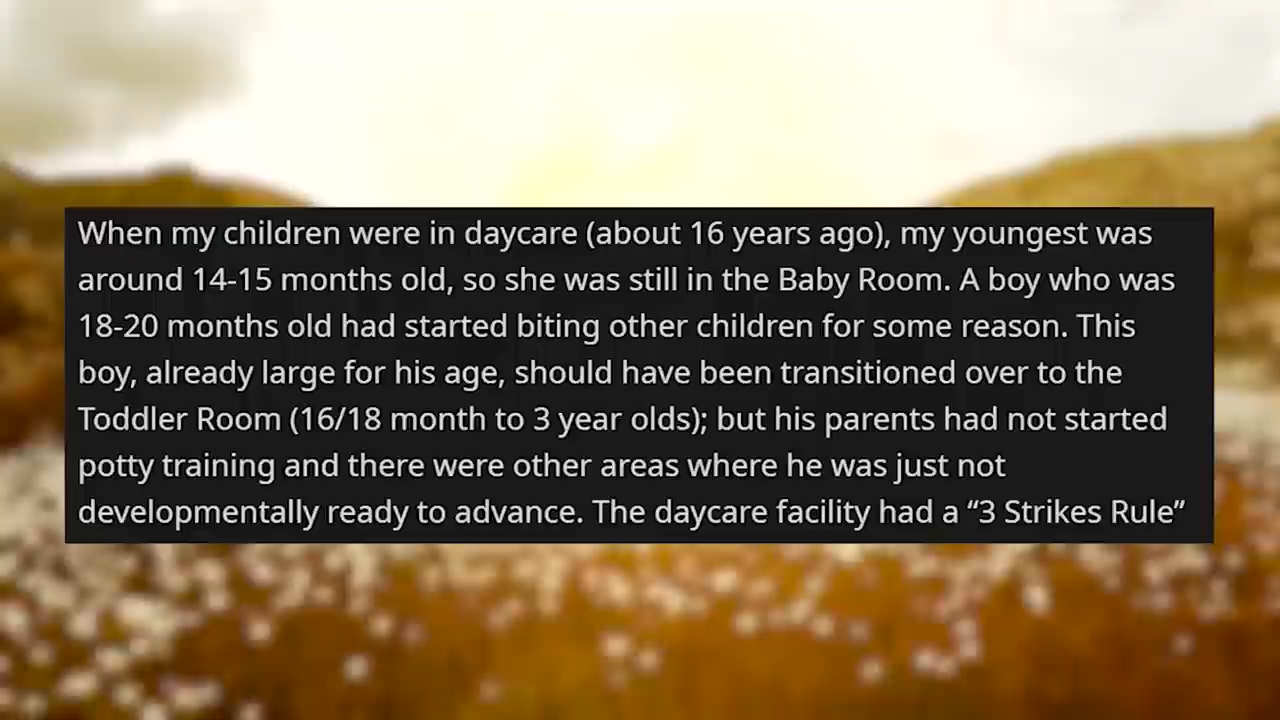 When my children were in daycare (about 16 years ago), my youngest was
around 14-15 months old, so she was still in the Baby Room. A boy who was
18-20 months old had started biting other children for some reason. This
boy, already large for his age, should have been transitioned over to the
Toddler Room (16/18 month to 3 year olds); but his parents had not started
potty training and there were other areas where he was just not
developmentally ready to advance. The daycare facility had a “3 Strikes Rule”